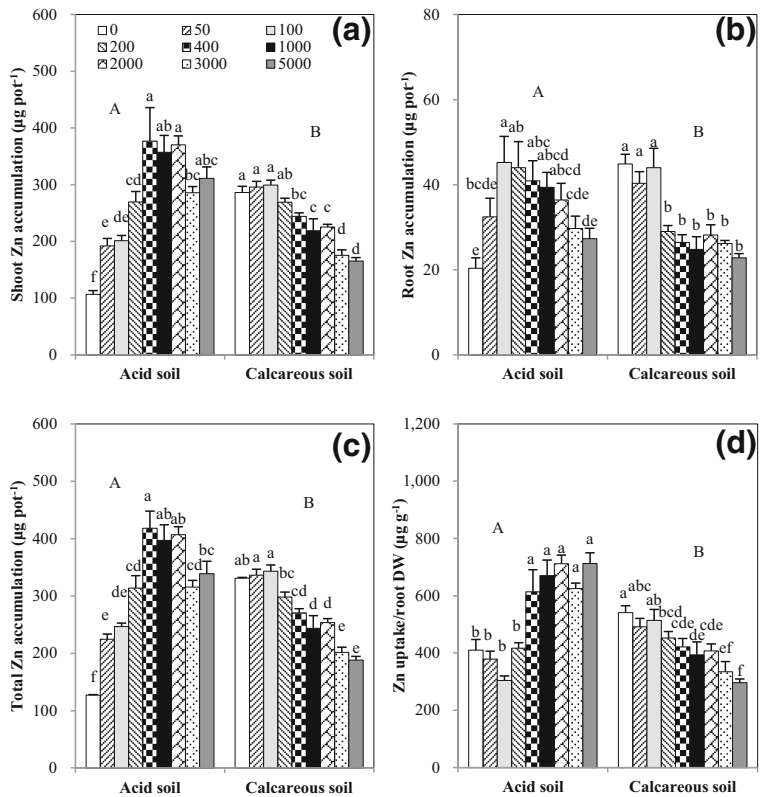 (a)
0 50 100
200 400 1000
2000 3000 5000
600
500
400
300
200
100
0
Shoot Zn accumulation (µg pot⁻¹)
A
B
f e de cd a ab a bc abc
a a a ab bc c c d d
Acid soil Calcareous soil
(b)
80
60
40
20
0
Root Zn accumulation (µg pot⁻¹)
A
B
e bcde a ab abc abcd abcd cde de
a a a b b b b b b
Acid soil Calcareous soil
(c)
600
500
400
300
200
100
0
Total Zn accumulation (µg pot⁻¹)
A
B
f e de cd a ab ab cd bc
ab a a bc cd d d e e
Acid soil Calcareous soil
(d)
1,200
1,000
800
600
400
200
0
Zn uptake/root DW (µg g⁻¹)
A
B
b b b b a a a a a
a abc ab bcd cde de cde ef f
Acid soil Calcareous soil